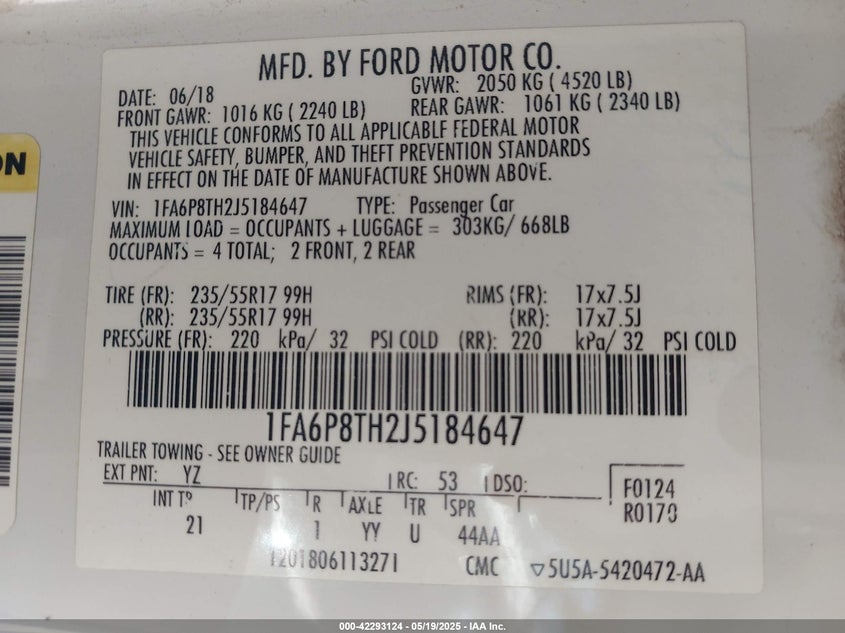 MFD. BY FORD MOTOR CO.
DATE: 06/18 GVWR: 2050 KG ( 4520 LB)
FRONT GAWR: 1016 KG ( 2240 LB) REAR GAWR: 1061 KG ( 2340 LB)
THIS VEHICLE CONFORMS TO ALL APPLICABLE FEDERAL MOTOR
VEHICLE SAFETY, BUMPER, AND THEFT PREVENTION STANDARDS
IN EFFECT ON THE DATE OF MANUFACTURE SHOWN ABOVE.
ON
VIN: 1FA6P8TH2J5184647 TYPE: Passenger Car
MAXIMUM LOAD = OCCUPANTS + LUGGAGE = 303KG/ 668LB
OCCUPANTS = 4 TOTAL; 2 FRONT, 2 REAR
TIRE (FR): 235/55R17 99H RIMS (FR): 17x7.5J
(RR): 235/55R17 99H (RR): 17x7.5J
PRESSURE (FR): 220 kPa/ 32 PSI COLD (RR): 220 kPa/ 32 PSI COLD
1FA6P8TH2J5184647
TRAILER TOWING - SEE OWNER GUIDE
EXT PNT: YZ RC: 53 DSO: F0124
INT TR TP/PS R AXLE TR SPR R0170
21 1 YY U 44AA
CMC ▽5U5A-5420472-AA
000-42293124 - 05/19/2025 - IAA Inc.